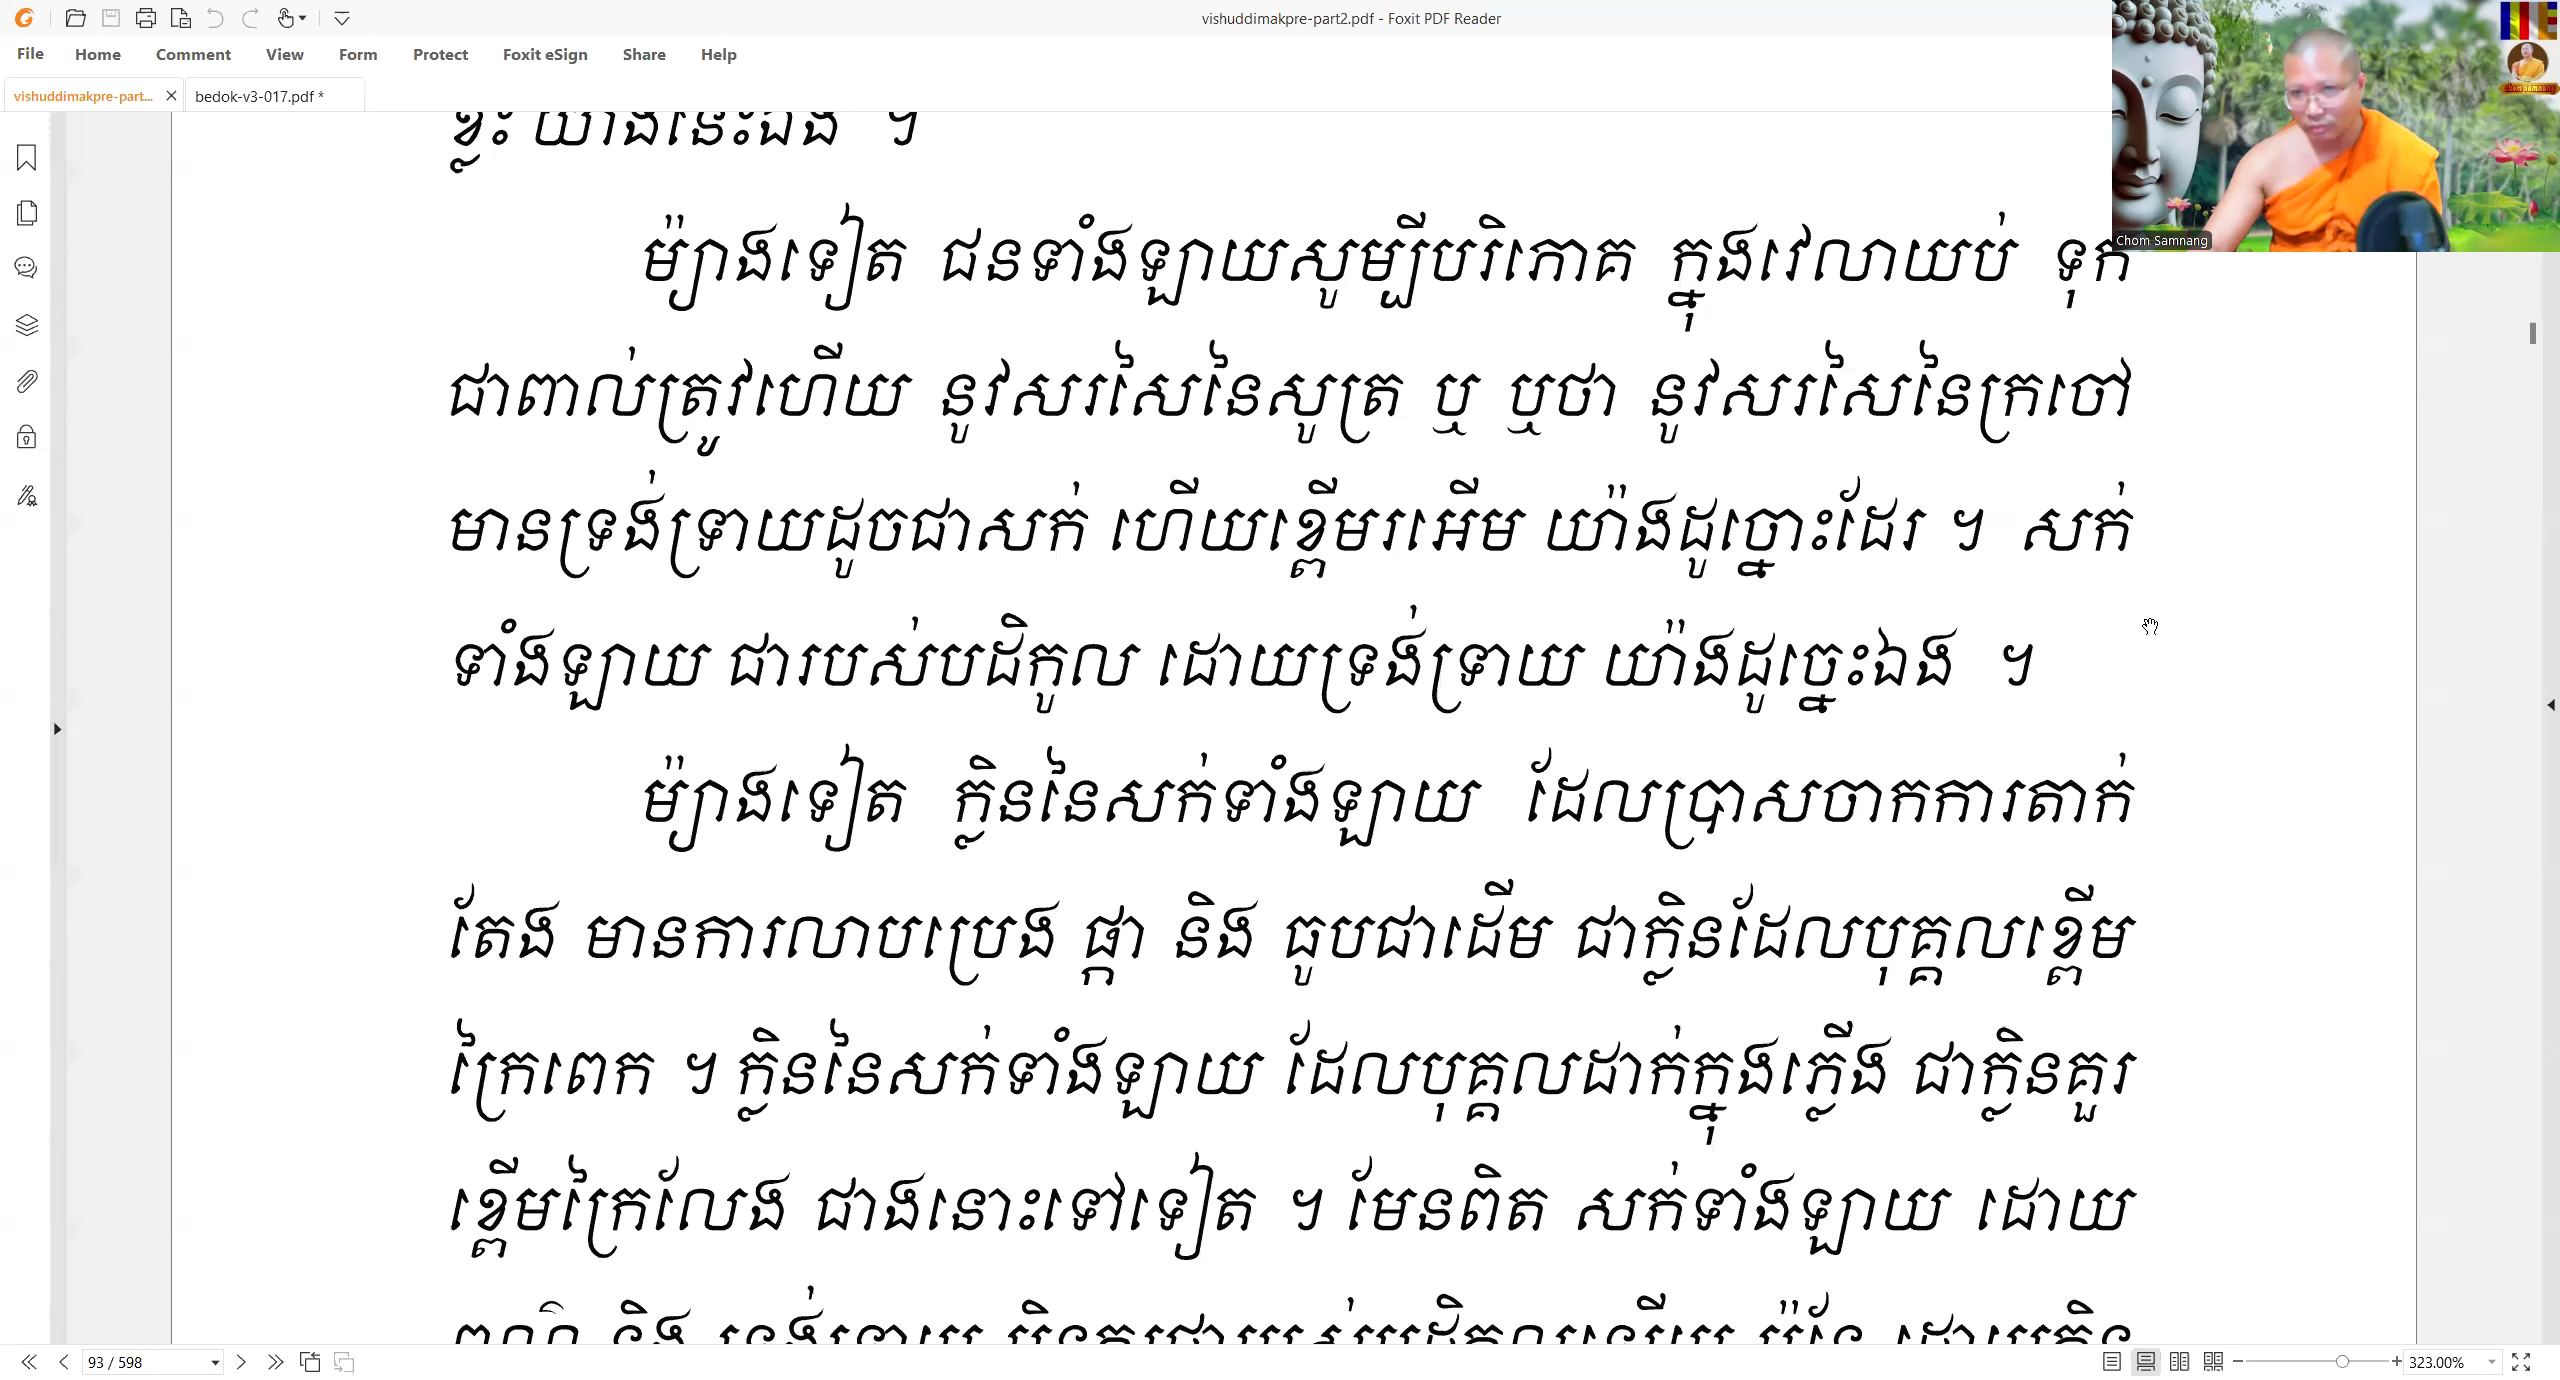 vishuddimakpre-part2.pdf - Foxit PDF Reader
File Home Comment View Form Protect Foxit eSign Share Help
vishuddimakpre-part... bedok-v3-017.pdf *
Chom Samnang
ខ្លះ យ៉ាងនេះឯង ។
ម៉្យាងទៀត ជនទាំងឡាយសូម្បីបរិភោគ ក្នុងវេលាយប់ ទុក
ជាពាល់ត្រូវហើយ នូវសរសៃនៃសូត្រ ឬ ឬថា នូវសរសៃនៃក្រចៅ
មានទ្រង់ទ្រាយដូចជាសក់ ហើយខ្ពើមរអើម យ៉ាងដូច្នោះដែរ ។ សក់
ទាំងឡាយ ជារបស់បដិកូល ដោយទ្រង់ទ្រាយ យ៉ាងដូច្នេះឯង ។
ម៉្យាងទៀត ក្លិននៃសក់ទាំងឡាយ ដែលប្រាសចាកការតាក់
តែង មានការលាបប្រេង ផ្កា និង ធូបជាដើម ជាក្លិនដែលបុគ្គលខ្ពើម
ក្រៃពេក ។ ក្លិននៃសក់ទាំងឡាយ ដែលបុគ្គលដាក់ក្នុងភ្លើង ជាក្លិនគួរ
ខ្ពើមក្រៃលែង ជាងនោះទៅទៀត ។ មែនពិត សក់ទាំងឡាយ ដោយ
93 / 598
323.00%